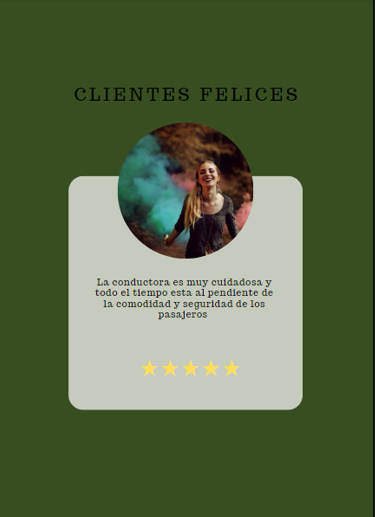 CLIENTES FELICES
La conductora es muy cuidadosa y
todo el tiempo esta al pendiente de
la comodidad y seguridad de los
pasajeros